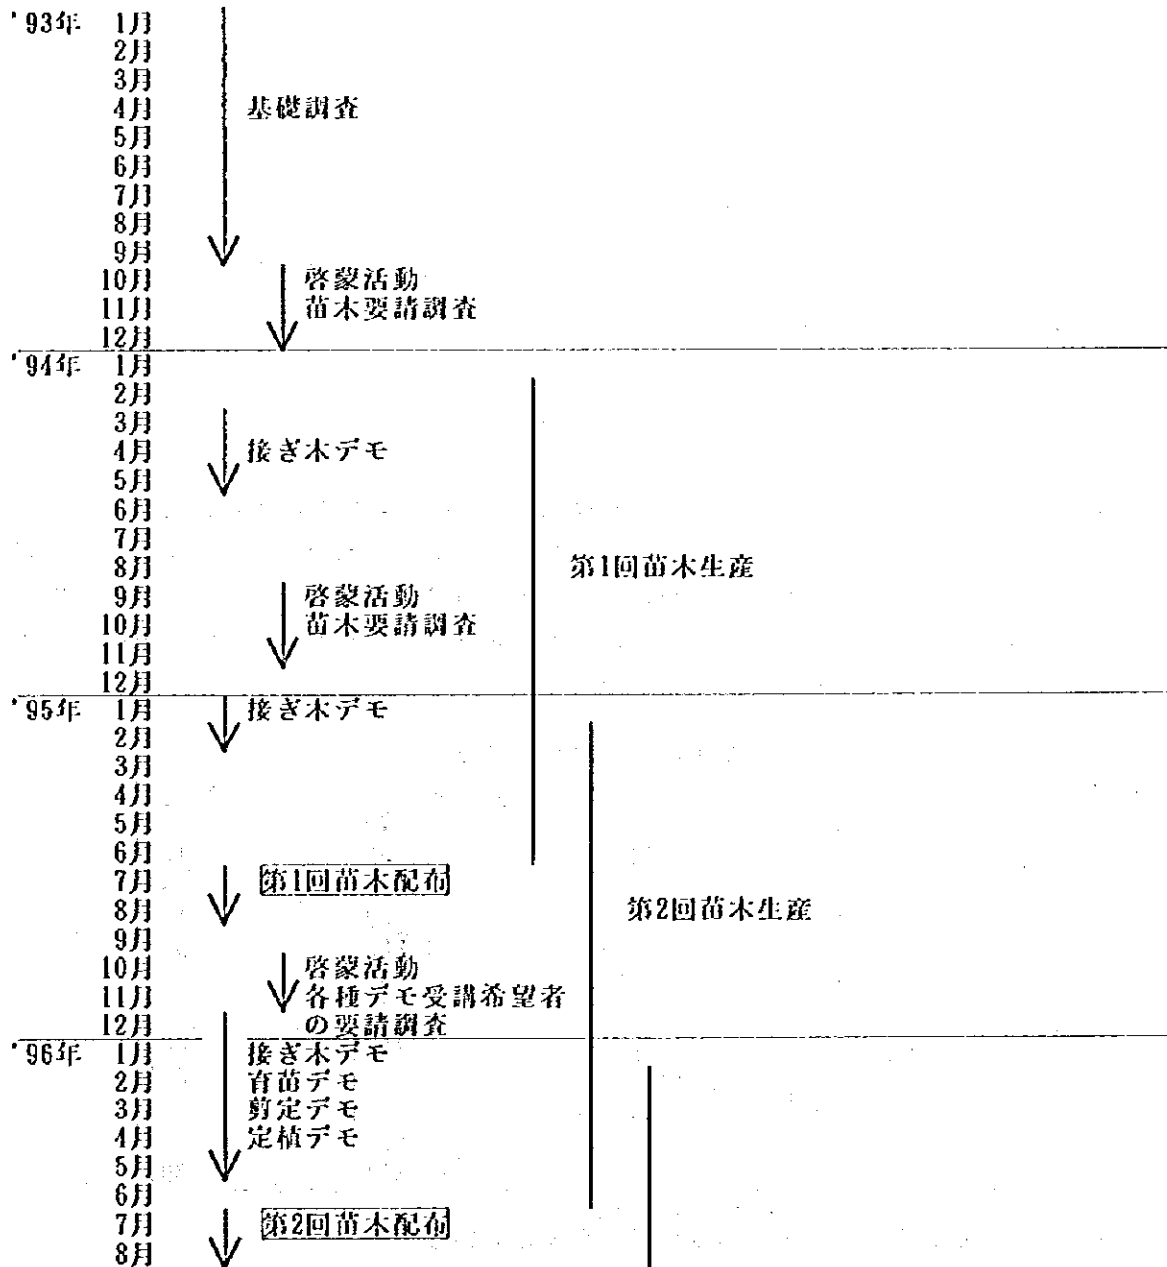 '93年 1月
2月
3月
4月 基礎調査
5月
6月
7月
8月
9月
10月 啓蒙活動
11月 苗木要請調査
12月
'94年 1月
2月
3月
4月 接ぎ木デモ
5月
6月
7月
8月 第1回苗木生産
9月 啓蒙活動
10月 苗木要請調査
11月
12月
'95年 1月 接ぎ木デモ
2月
3月
4月
5月
6月
7月 第1回苗木配布
8月 第2回苗木生産
9月
10月 啓蒙活動
11月 各種デモ受講希望者
12月 の要請調査
'96年 1月 接ぎ木デモ
2月 育苗デモ
3月 剪定デモ
4月 定植デモ
5月
6月
7月 第2回苗木配布
8月